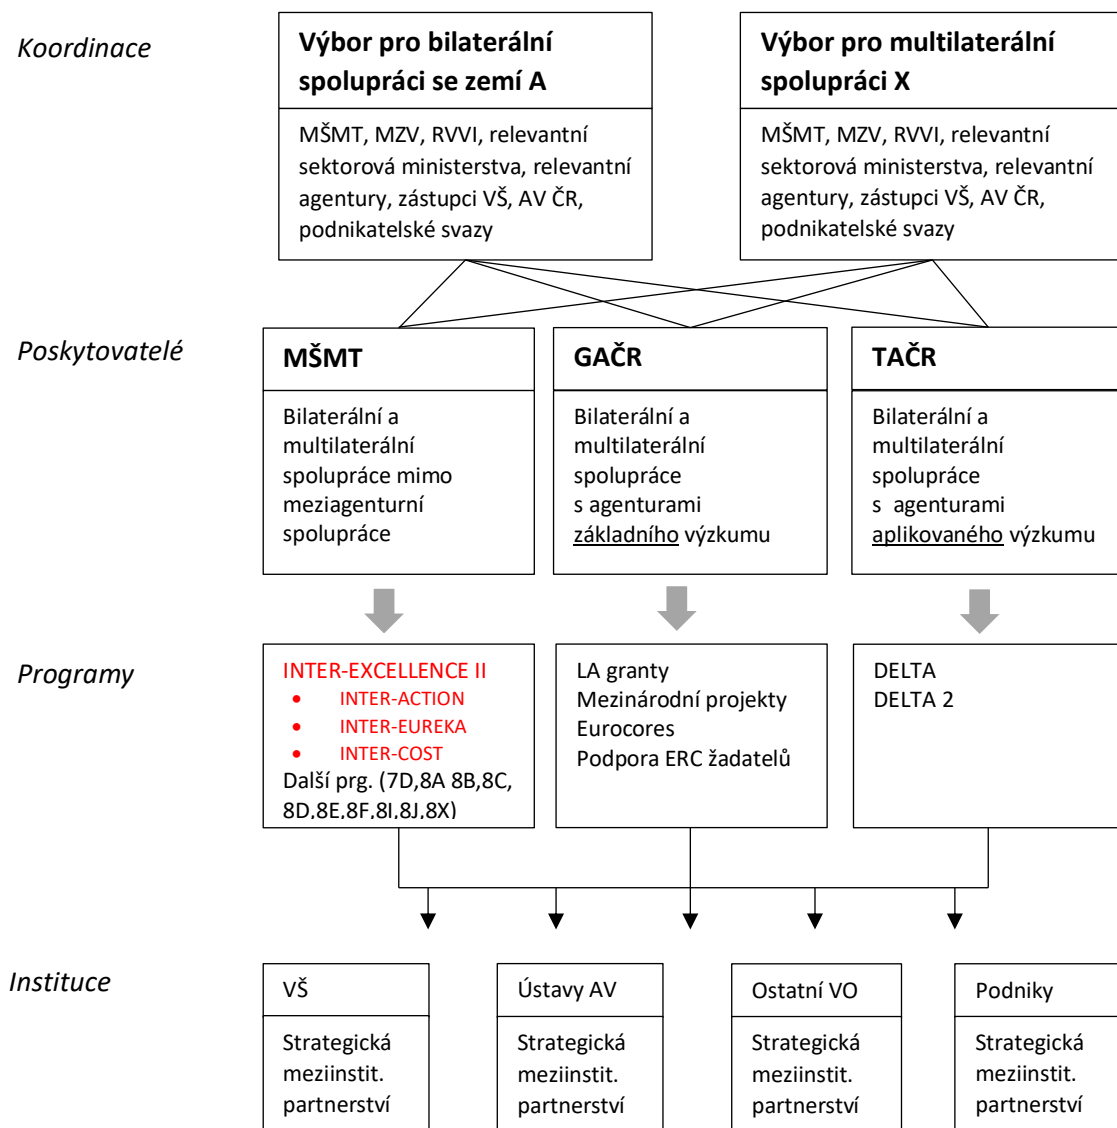 Koordinace
Výbor pro bilaterální
spolupráci se zemí A
MŠMT, MZV, RVVI, relevantní
sektorová ministerstva, relevantní
agentury, zástupci VŠ, AV ČR,
podnikatelské svazy
Výbor pro multilaterální
spolupráci X
MŠMT, MZV, RVVI, relevantní
sektorová ministerstva, relevantní
agentury, zástupci VŠ, AV ČR,
podnikatelské svazy
Poskytovatelé
MŠMT
Bilaterální a
multilaterální
spolupráce mimo
meziagenturní
spolupráce
GAČR
Bilaterální a
multilaterální
spolupráce
s agenturami
základního výzkumu
TAČR
Bilaterální a
multilaterální
spolupráce
s agenturami
aplikovaného výzkumu
Programy
INTER-EXCELLENCE II
• INTER-ACTION
• INTER-EUREKA
• INTER-COST
Další prg. (7D,8A 8B,8C,
8D,8E,8F,8I,8J,8X)
LA granty
Mezinárodní projekty
Eurocores
Podpora ERC žadatelů
DELTA
DELTA 2
Instituce
VŠ
Strategická
meziinstit.
partnerství
Ústavy AV
Strategická
meziinstit.
partnerství
Ostatní VO
Strategická
meziinstit.
partnerství
Podniky
Strategická
meziinstit.
partnerství